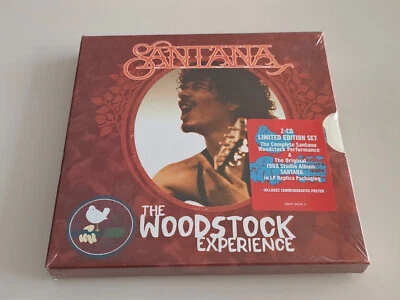 SANTANA
2-CD
LIMITED EDITION SET
The Complete Santana
Woodstock Performance
&
The Original
1969 Studio Album
SANTANA
in LP Replica Packaging
INCLUDES COMMEMORATIVE POSTER
THE
WOODSTOCK
EXPERIENCE